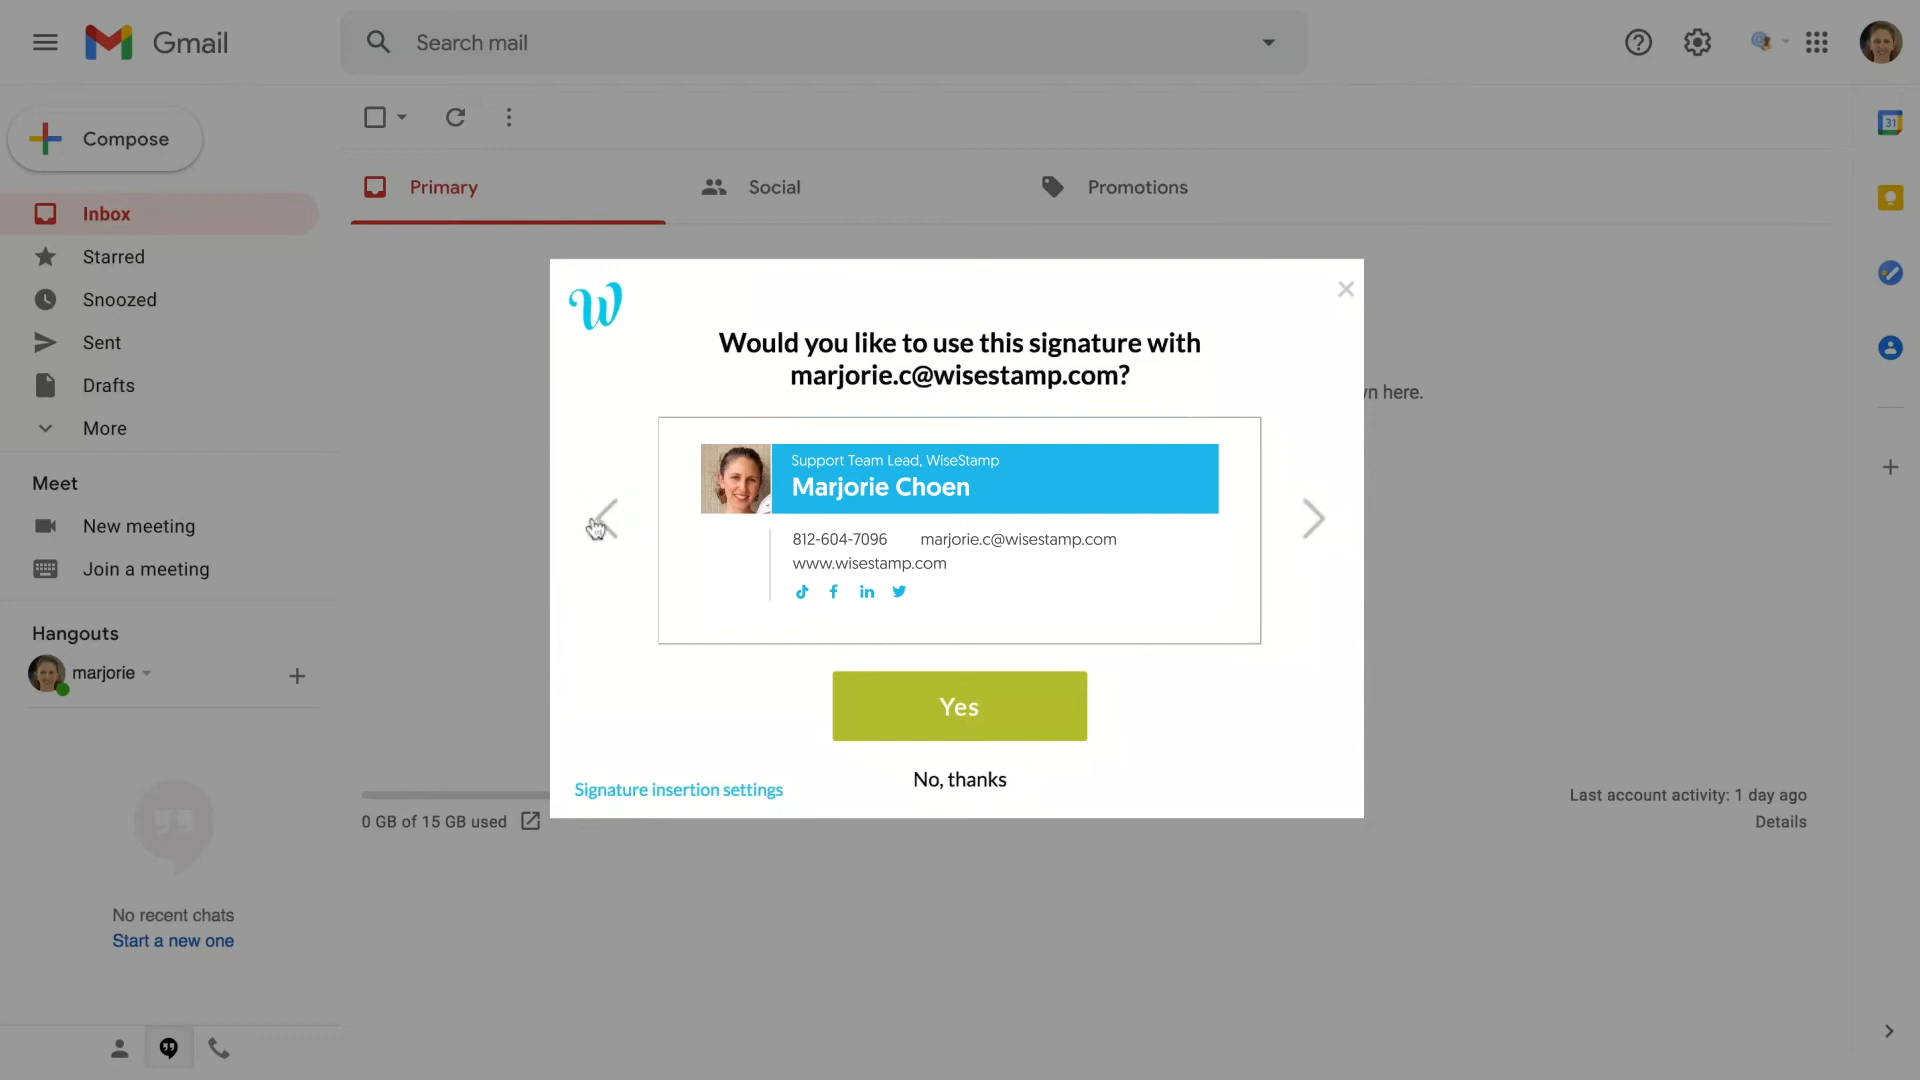 Gmail
Search mail
Compose
Inbox
Starred
Snoozed
Sent
Drafts
More
Meet
New meeting
Join a meeting
Hangouts
marjorie
No recent chats
Start a new one
Primary
Social
Promotions
31
here.
W
Would you like to use this signature with
marjorie.c@wisestamp.com?
Support Team Lead, WiseStamp
Marjorie Choen
812-604-7096 marjorie.c@wisestamp.com
www.wisestamp.com
Yes
No, thanks
Signature insertion settings
0 GB of 15 GB used
Last account activity: 1 day ago
Details